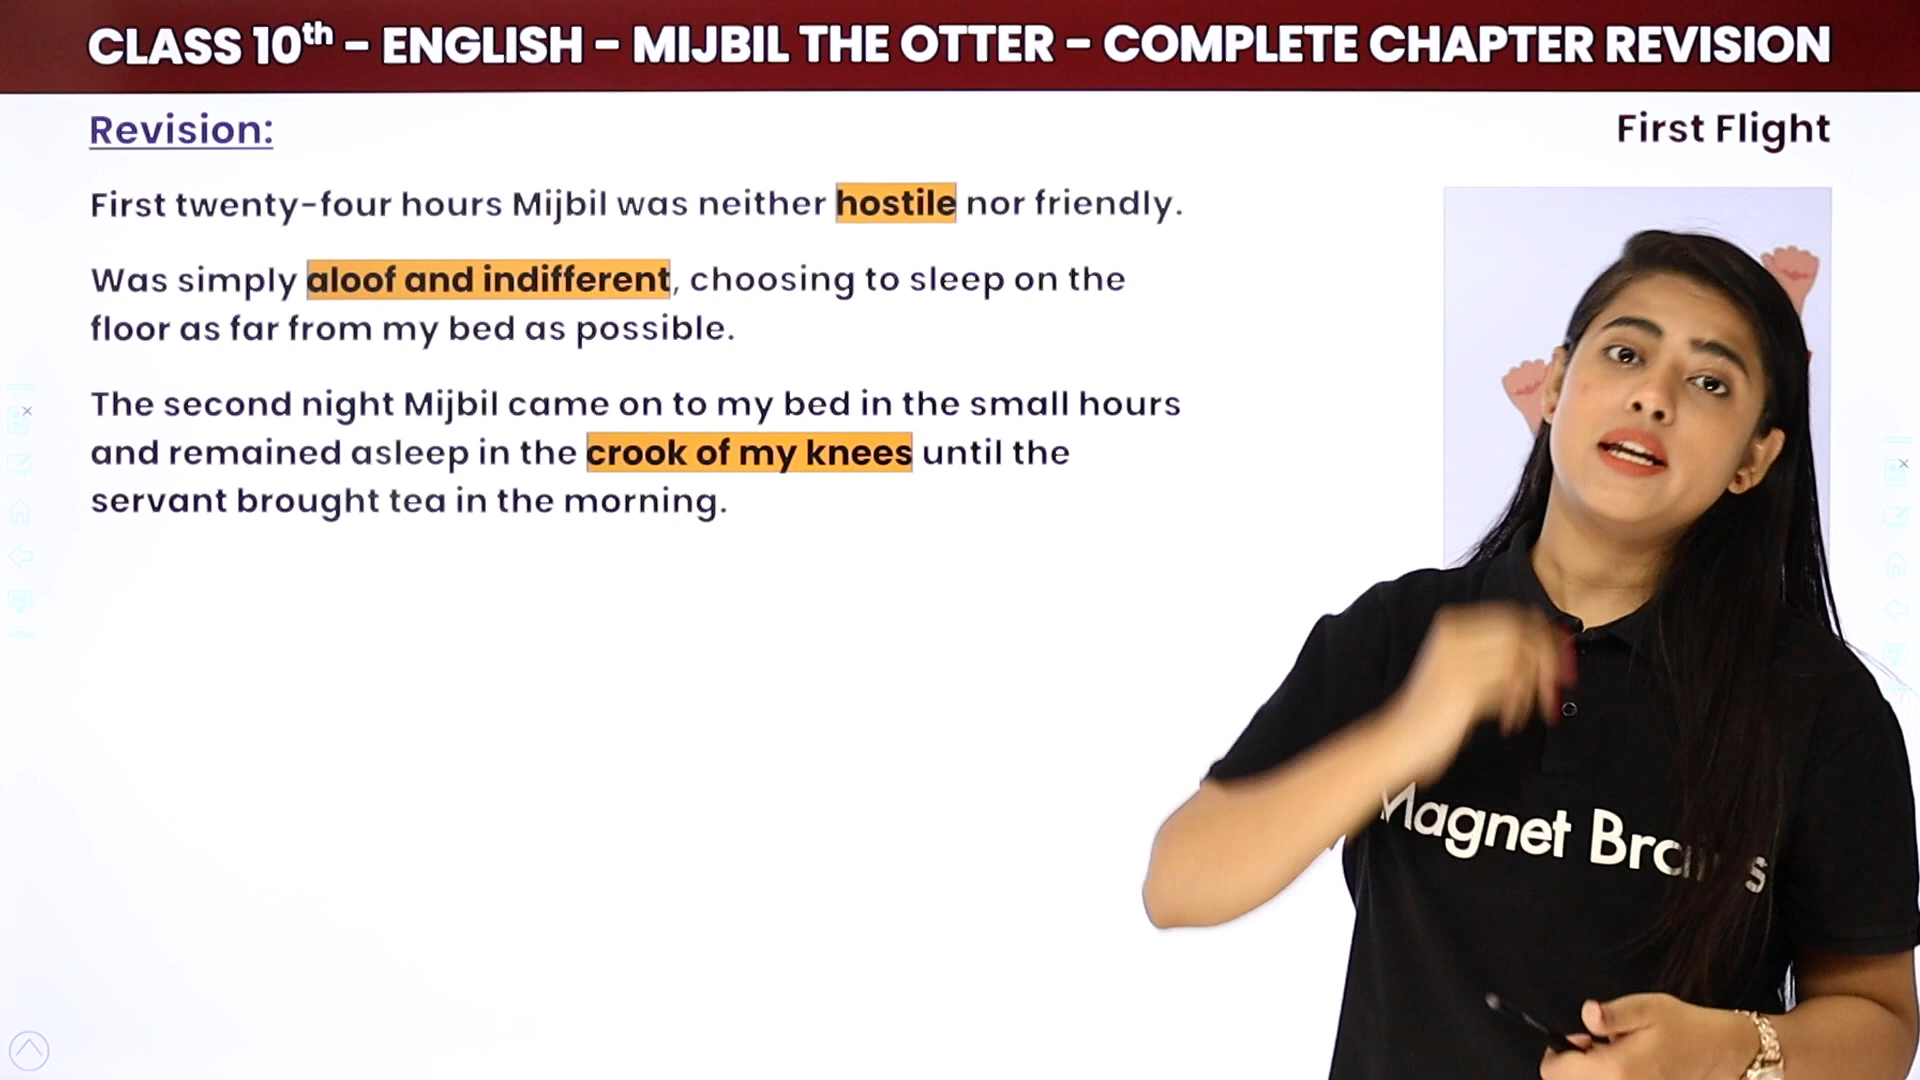 CLASS 10th – ENGLISH – MIJBIL THE OTTER – COMPLETE CHAPTER REVISION
Revision:
First Flight
First twenty-four hours Mijbil was neither hostile nor friendly.
Was simply aloof and indifferent, choosing to sleep on the
floor as far from my bed as possible.
The second night Mijbil came on to my bed in the small hours
and remained asleep in the crook of my knees until the
servant brought tea in the morning.
Magnet Brains